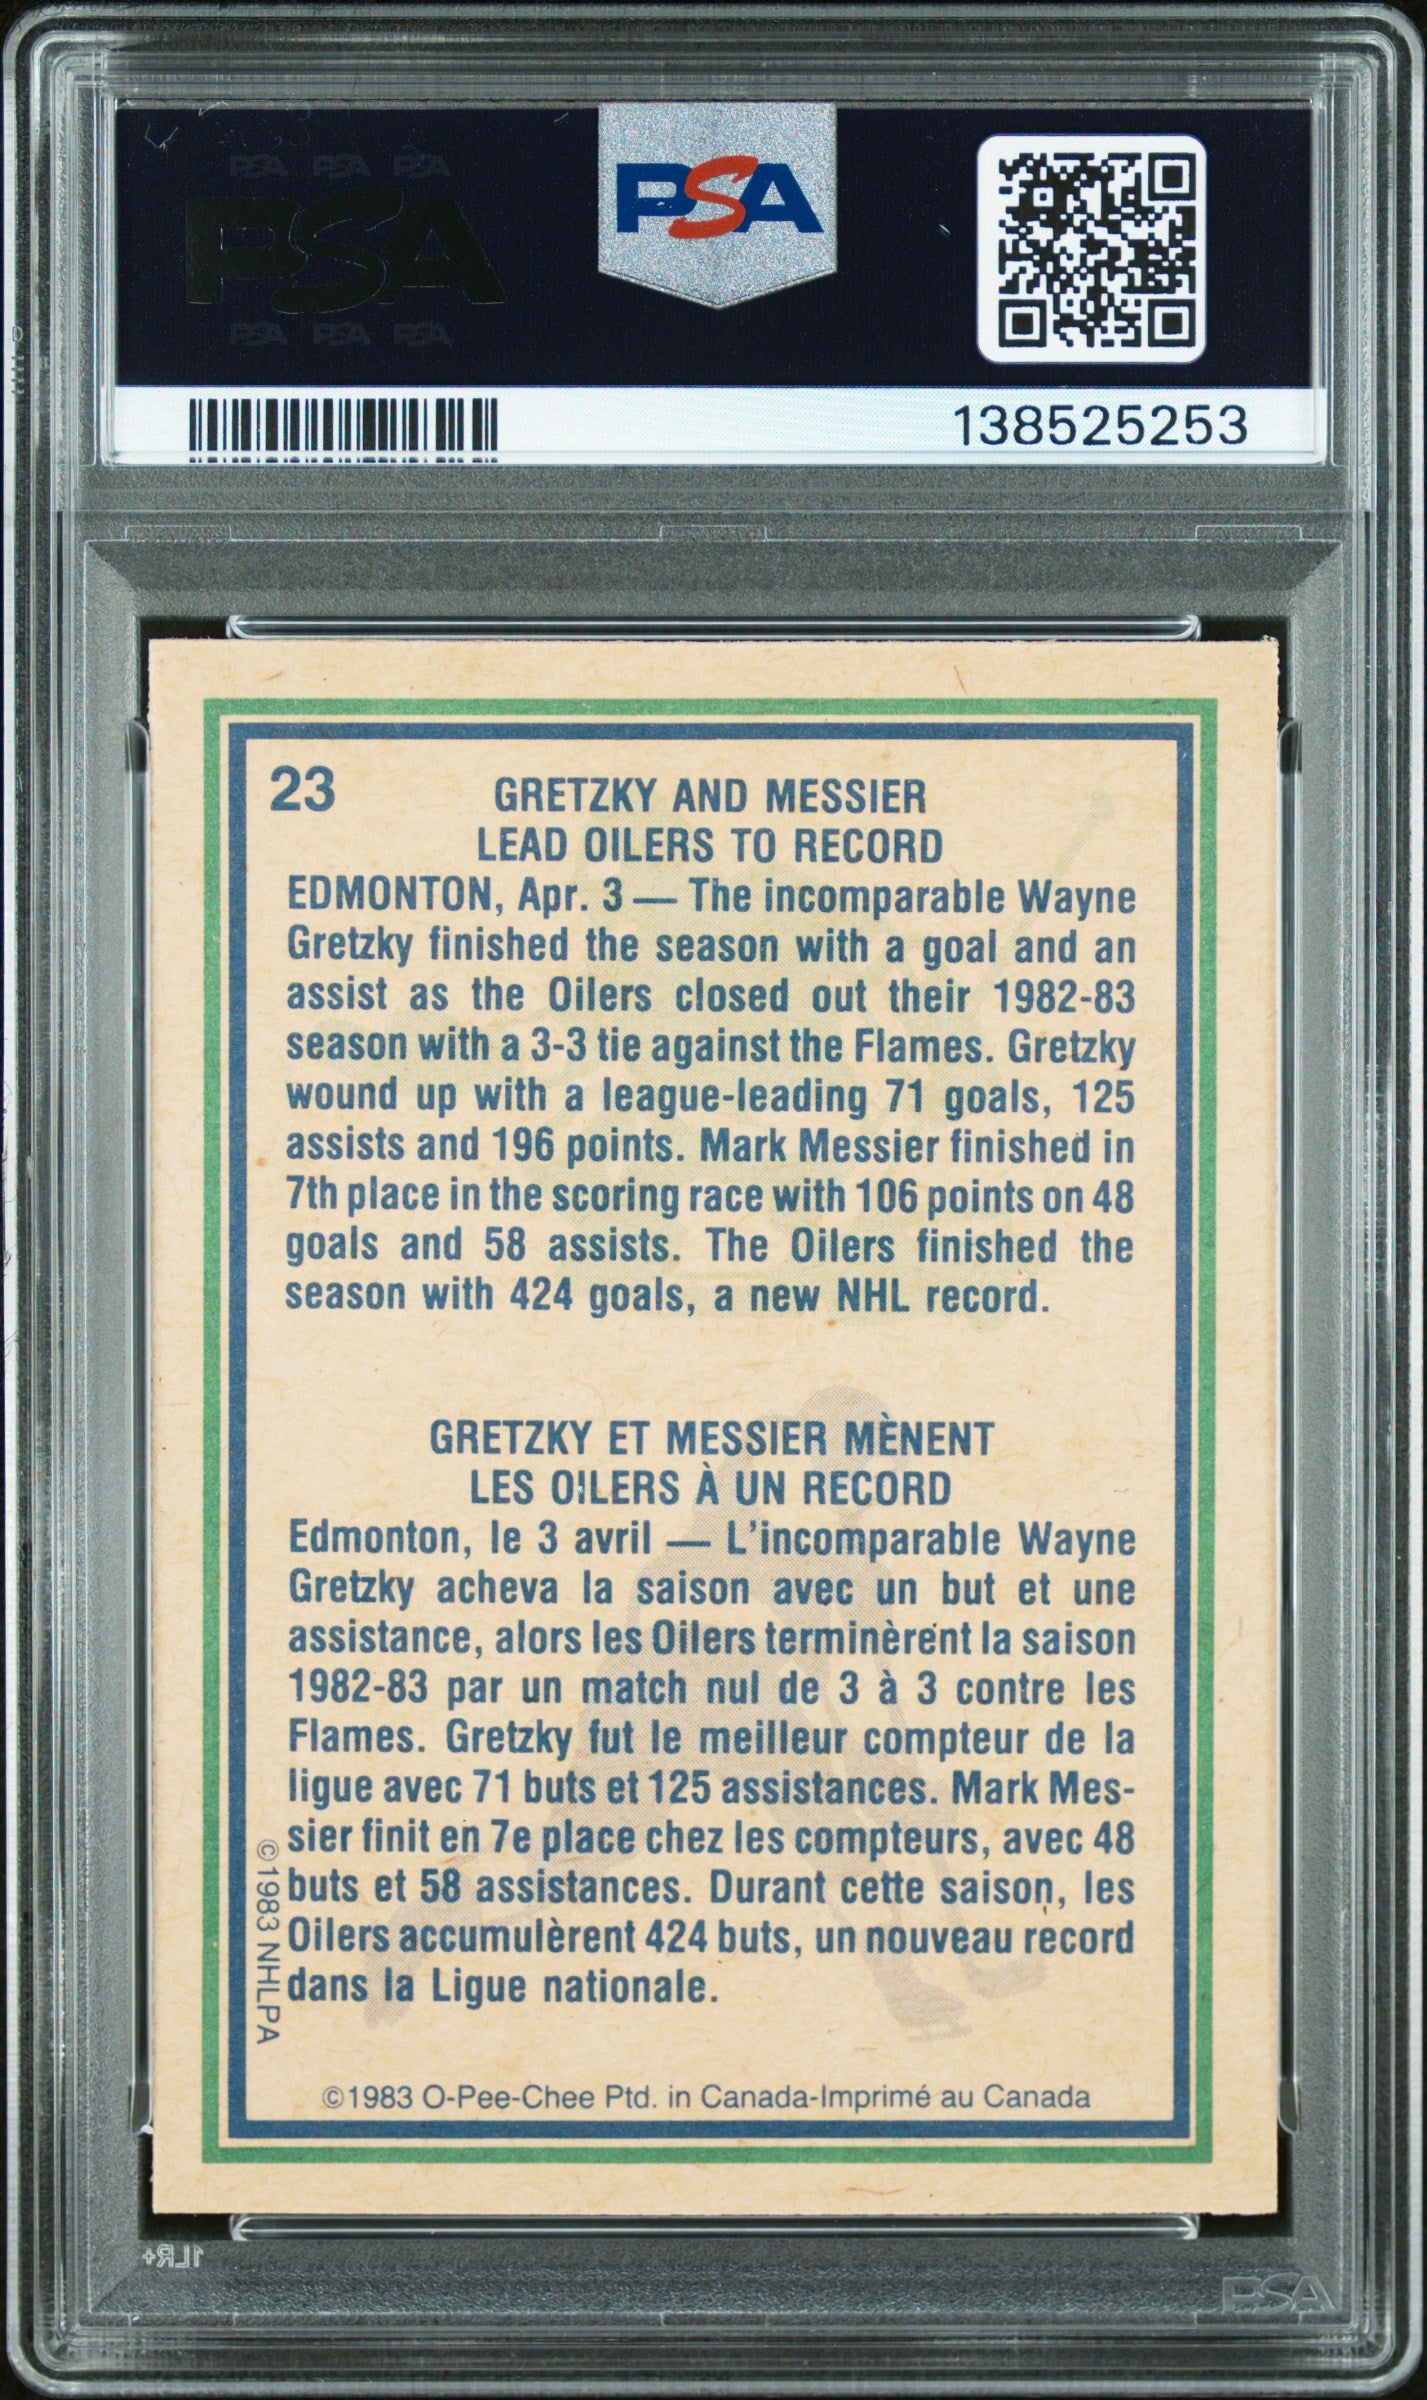 PSA PSA PSA
PSA
PSA PSA PSA
PSA
138525253
23
GRETZKY AND MESSIER
LEAD OILERS TO RECORD
EDMONTON, Apr. 3 — The incomparable Wayne
Gretzky finished the season with a goal and an
assist as the Oilers closed out their 1982-83
season with a 3-3 tie against the Flames. Gretzky
wound up with a league-leading 71 goals, 125
assists and 196 points. Mark Messier finished in
7th place in the scoring race with 106 points on 48
goals and 58 assists. The Oilers finished the
season with 424 goals, a new NHL record.
GRETZKY ET MESSIER MÈNENT
LES OILERS À UN RECORD
Edmonton, le 3 avril — L'incomparable Wayne
Gretzky acheva la saison avec un but et une
assistance, alors les Oilers terminèrent la saison
1982-83 par un match nul de 3 à 3 contre les
Flames. Gretzky fut le meilleur compteur de la
ligue avec 71 buts et 125 assistances. Mark Mes-
sier finit en 7e place chez les compteurs, avec 48
buts et 58 assistances. Durant cette saison, les
Oilers accumulèrent 424 buts, un nouveau record
dans la Ligue nationale.
©1983 NHLPA
©1983 O-Pee-Chee Ptd. in Canada-Imprimé au Canada
1LR+
PSA